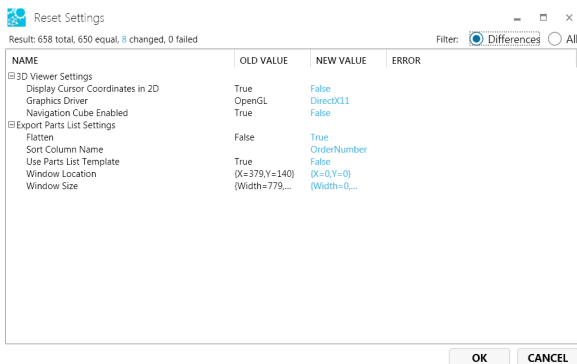 Reset Settings
Result: 658 total, 650 equal, 8 changed, 0 failed Filter: Differences All
NAME OLD VALUE NEW VALUE ERROR
3D Viewer Settings
Display Cursor Coordinates in 2D True False
Graphics Driver OpenGL DirectX11
Navigation Cube Enabled True False
Export Parts List Settings
Flatten False True
Sort Column Name OrderNumber
Use Parts List Template True False
Window Location {X=379,Y=140} {X=0,Y=0}
Window Size {Width=779,... {Width=0,...
OK CANCEL